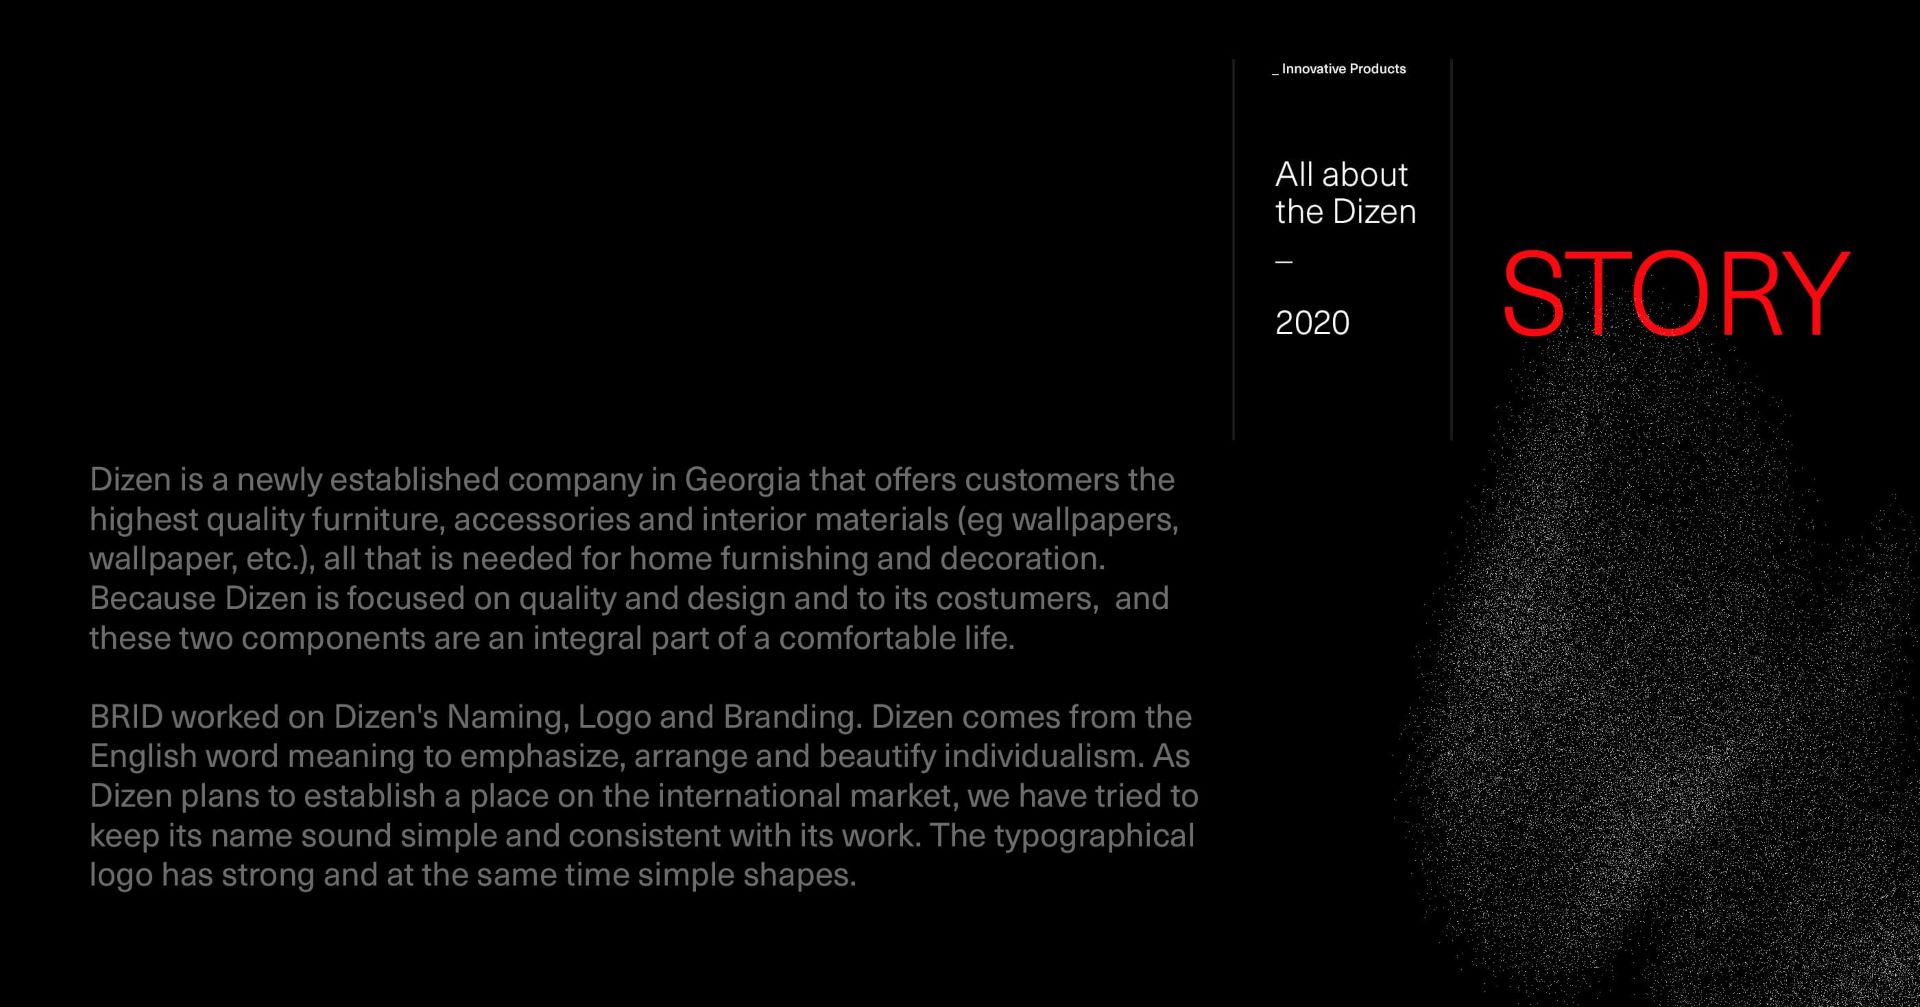 _ Innovative Products
All about
the Dizen
–
2020
STORY
Dizen is a newly established company in Georgia that offers customers the
highest quality furniture, accessories and interior materials (eg wallpapers,
wallpaper, etc.), all that is needed for home furnishing and decoration.
Because Dizen is focused on quality and design and to its costumers,  and
these two components are an integral part of a comfortable life.
BRID worked on Dizen's Naming, Logo and Branding. Dizen comes from the
English word meaning to emphasize, arrange and beautify individualism. As
Dizen plans to establish a place on the international market, we have tried to
keep its name sound simple and consistent with its work. The typographical
logo has strong and at the same time simple shapes.